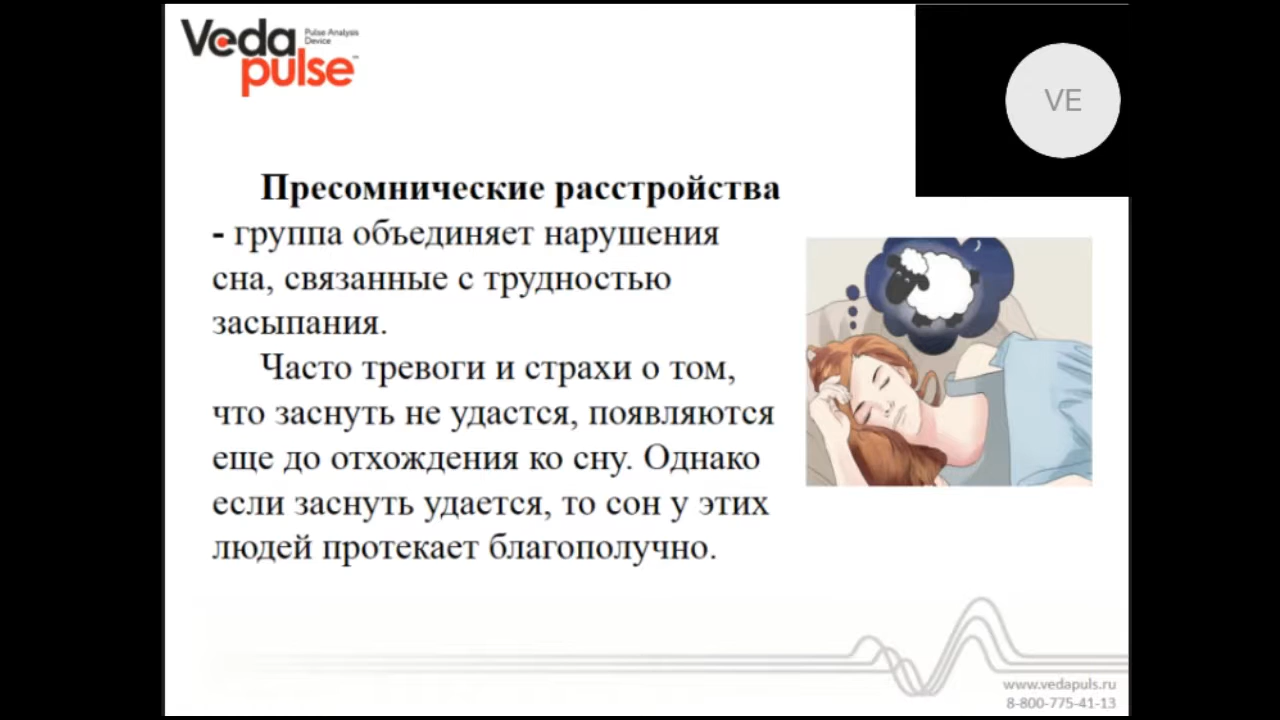 Veda
Pulse Analysis
Device
pulse™
VE
Пресомнические расстройства
- группа объединяет нарушения
сна, связанные с трудностью
засыпания.
Часто тревоги и страхи о том,
что заснуть не удастся, появляются
еще до отхождения ко сну. Однако
если заснуть удается, то сон у этих
людей протекает благополучно.
www.vedapuls.ru
8-800-775-41-13